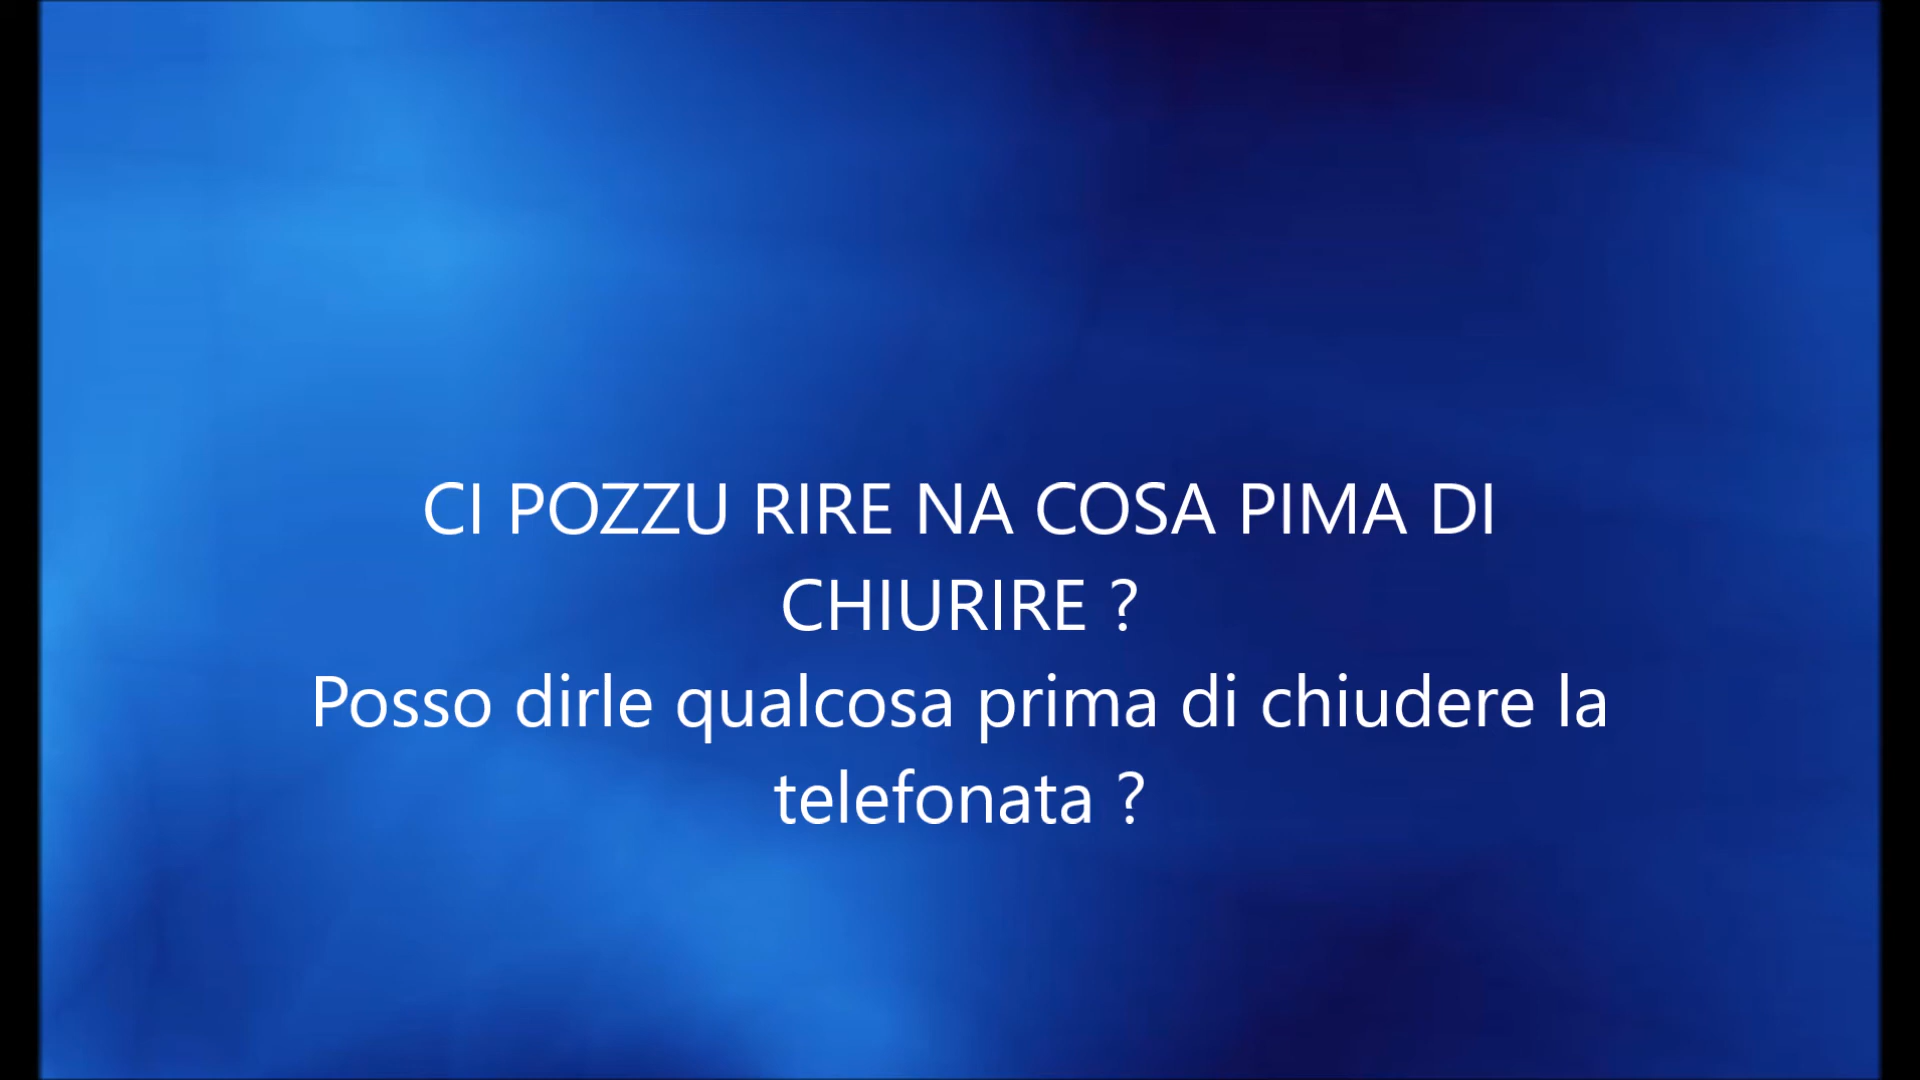 CI POZZU RIRE NA COSA PIMA DI
CHIURIRE ?
Posso dirle qualcosa prima di chiudere la
telefonata ?